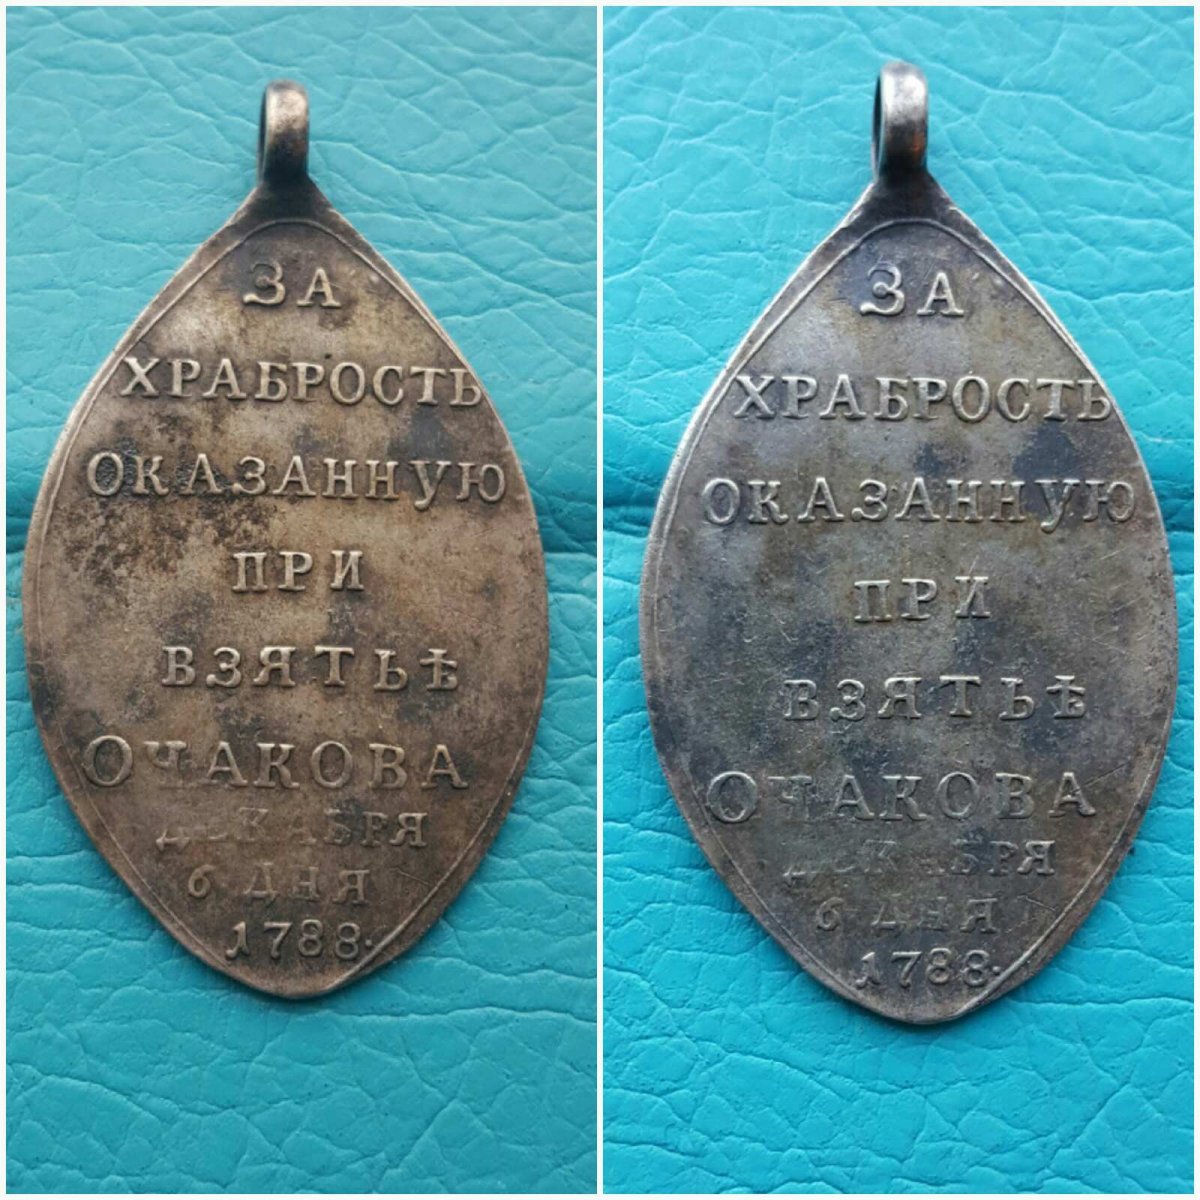 ЗА
ХРАБРОСТЬ
ОКАЗАННУЮ
ПРИ
ВЗЯТЬѢ
ОЧАКОВА
ДЕКАБРЯ
6 ДНЯ
1788.
ЗА
ХРАБРОСТЬ
ОКАЗАННУЮ
ПРИ
ВЗЯТЬѢ
ОЧАКОВА
ДЕКАБРЯ
6 ДНЯ
1788.